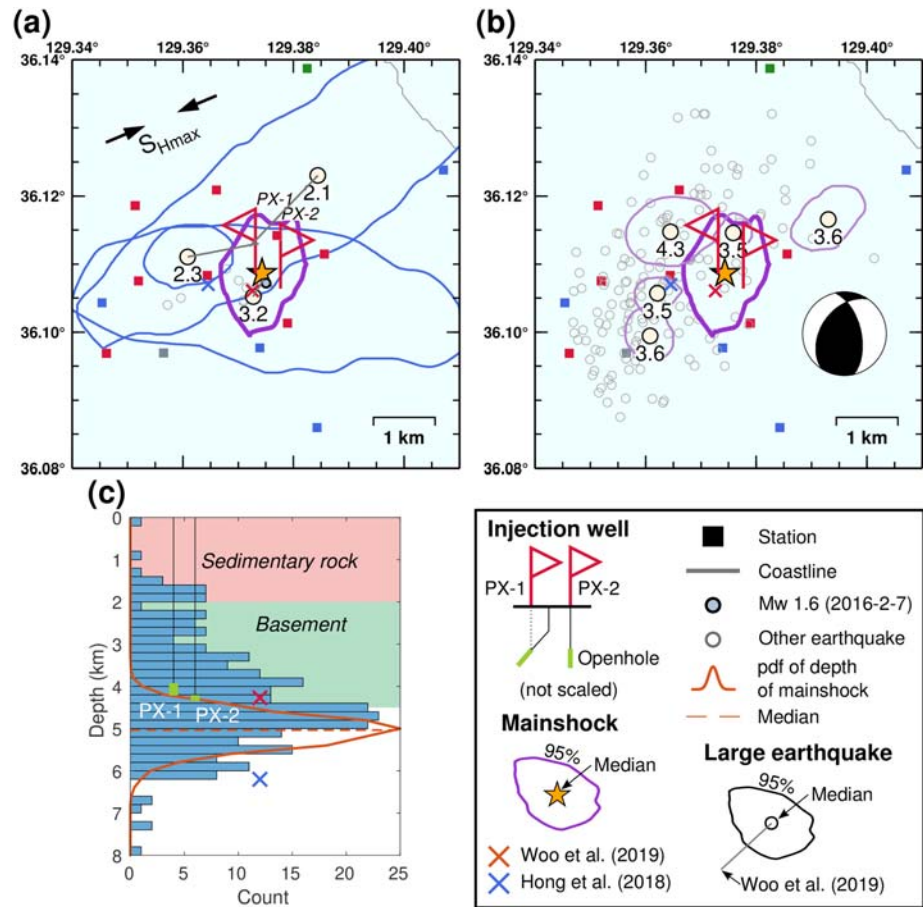 (a)
129.34° 129.36° 129.38° 129.40°
36.14°
36.12°
36.10°
36.08°
SHmax
2.1
PX-1
PX-2
2.3
3.2
1 km
(b)
129.34° 129.36° 129.38° 129.40°
36.14°
36.12°
36.10°
36.08°
4.3
3.5
3.6
3.5
3.6
1 km
(c)
Depth (km)
0
1
2
3
4
5
6
7
8
Sedimentary rock
Basement
PX-1
PX-2
0 5 10 15 20 25
Count
Injection well
PX-1
PX-2
Openhole
(not scaled)
Mainshock
95%
Median
Woo et al. (2019)
Hong et al. (2018)
Station
Coastline
Mw 1.6 (2016-2-7)
Other earthquake
pdf of depth
of mainshock
Median
Large earthquake
95%
Median
Woo et al. (2019)